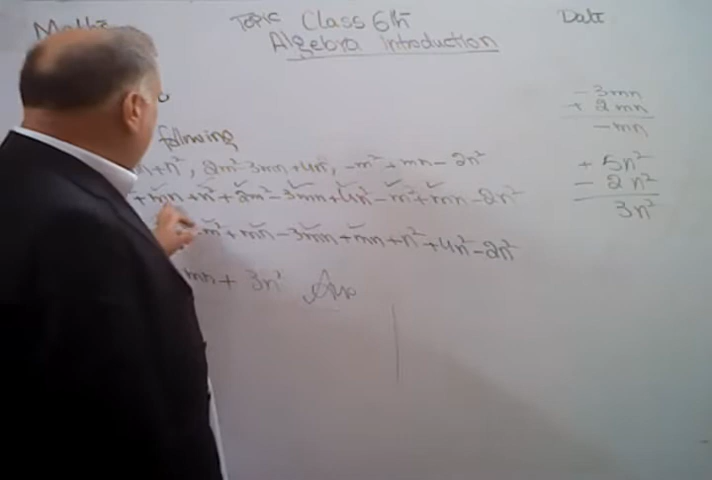 Maths Topic Class 6th Date
Algebra Introduction
- 3mn
+ 2mn
- mn
following
+ n², 2m² - 3mn + 4n², - m² + mn - 2n²
+ mn + n² + 2m² - 3mn + 4n² - m² + mn - 2n²
- m² + mn - 3mn + mn + n² + 4n² - 2n²
mn + 3n² Ans
+ 5n²
- 2n²
3n²